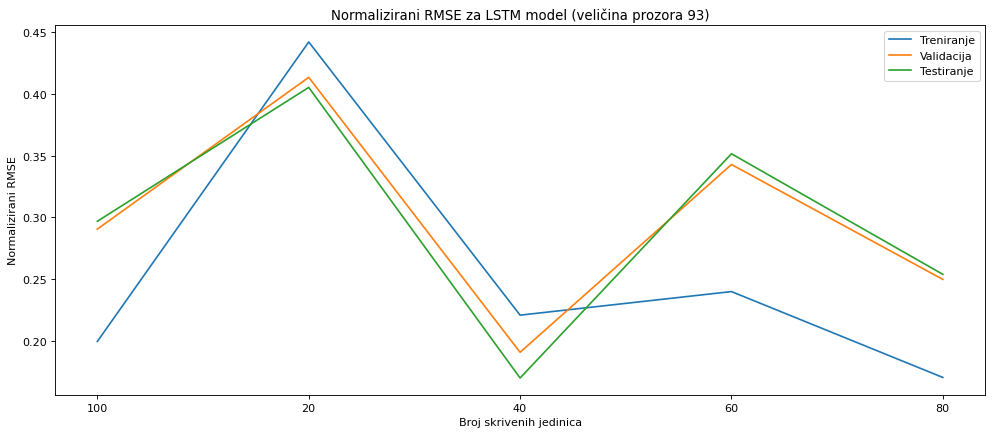 Normalizirani RMSE za LSTM model (veličina prozora 93)
Treniranje
Validacija
Testiranje
Normalizirani RMSE
0.45
0.40
0.35
0.30
0.25
0.20
100 20 40 60 80
Broj skrivenih jedinica